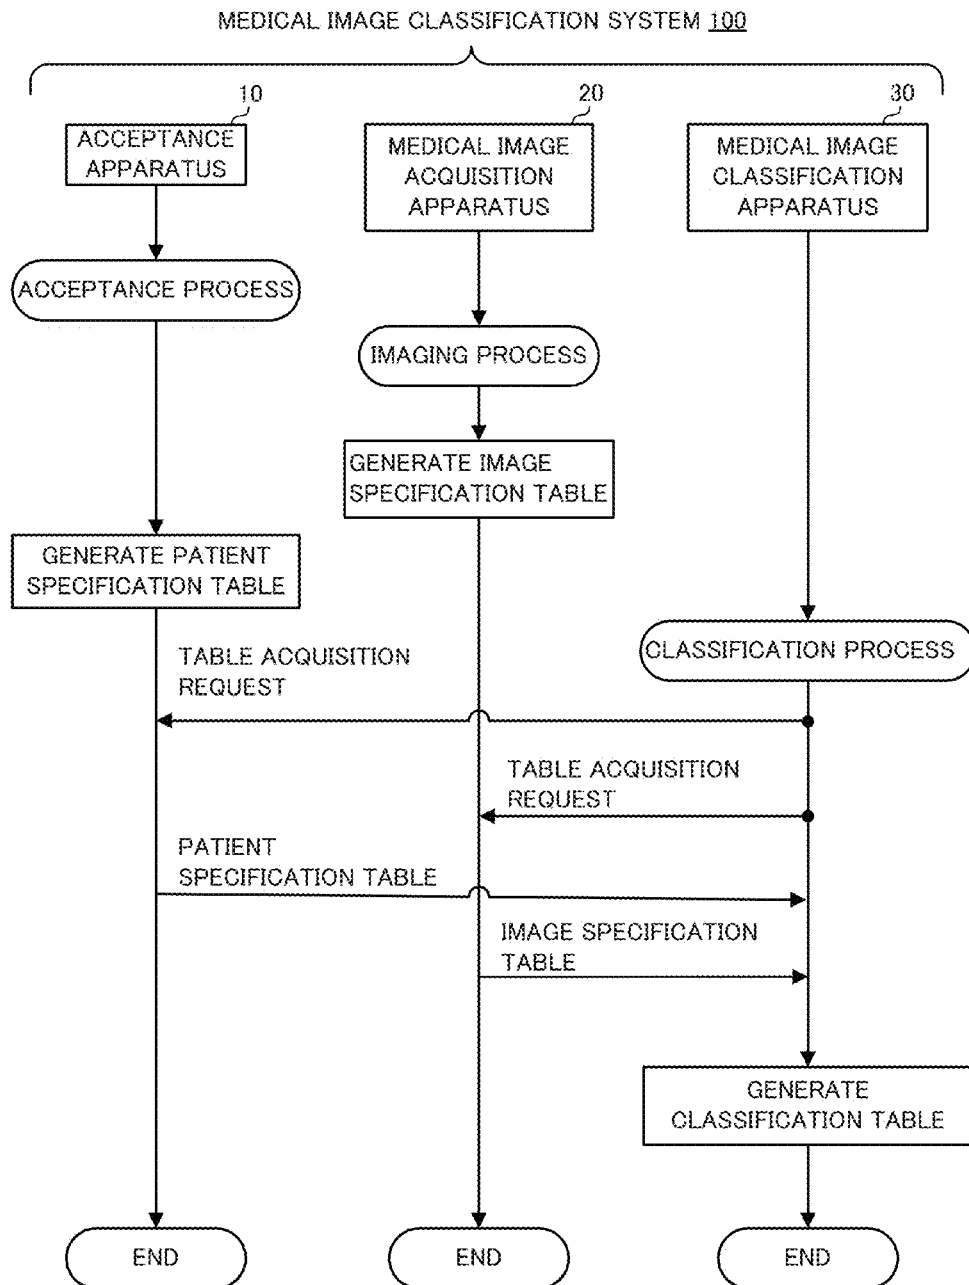 MEDICAL IMAGE CLASSIFICATION SYSTEM 100
10
20
30
ACCEPTANCE
APPARATUS
MEDICAL IMAGE
ACQUISITION
APPARATUS
MEDICAL IMAGE
CLASSIFICATION
APPARATUS
ACCEPTANCE PROCESS
IMAGING PROCESS
GENERATE IMAGE
SPECIFICATION TABLE
GENERATE PATIENT
SPECIFICATION TABLE
CLASSIFICATION PROCESS
TABLE ACQUISITION
REQUEST
TABLE ACQUISITION
REQUEST
PATIENT
SPECIFICATION TABLE
IMAGE SPECIFICATION
TABLE
GENERATE
CLASSIFICATION TABLE
END
END
END